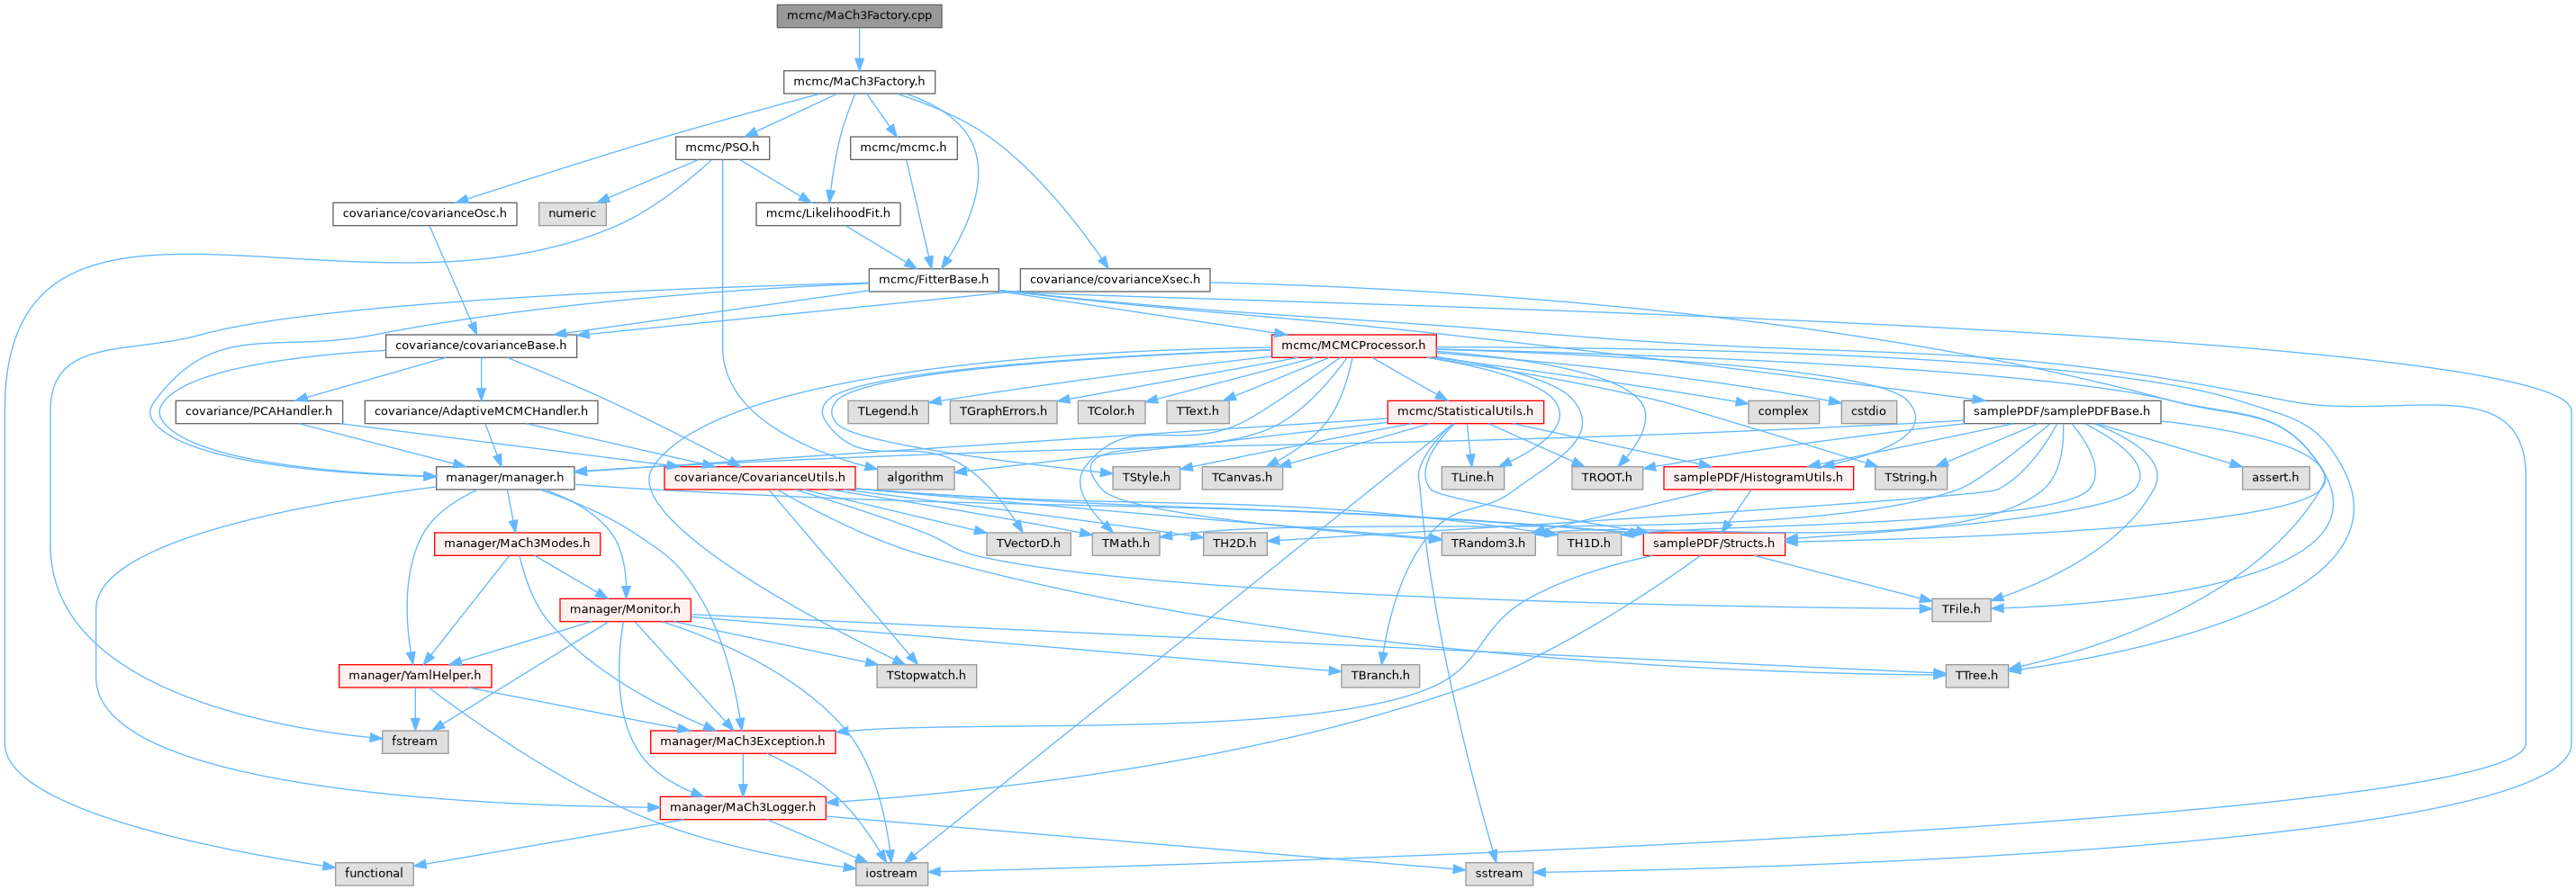 mcmc/MaCh3Factory.cpp
mcmc/MaCh3Factory.h
mcmc/PSO.h
mcmc/mcmc.h
covariance/covarianceOsc.h
numeric
mcmc/LikelihoodFit.h
mcmc/FitterBase.h
covariance/covarianceXsec.h
covariance/covarianceBase.h
mcmc/MCMCProcessor.h
covariance/PCAHandler.h
covariance/AdaptiveMCMCHandler.h
TLegend.h
TGraphErrors.h
TColor.h
TText.h
mcmc/StatisticalUtils.h
complex
cstdio
samplePDF/samplePDFBase.h
manager/manager.h
covariance/CovarianceUtils.h
algorithm
TStyle.h
TCanvas.h
TLine.h
TROOT.h
samplePDF/HistogramUtils.h
TString.h
assert.h
manager/MaCh3Modes.h
TVectorD.h
TMath.h
TH2D.h
TRandom3.h
TH1D.h
samplePDF/Structs.h
manager/Monitor.h
TFile.h
manager/YamlHelper.h
TStopwatch.h
TBranch.h
TTree.h
fstream
manager/MaCh3Exception.h
manager/MaCh3Logger.h
functional
iostream
sstream